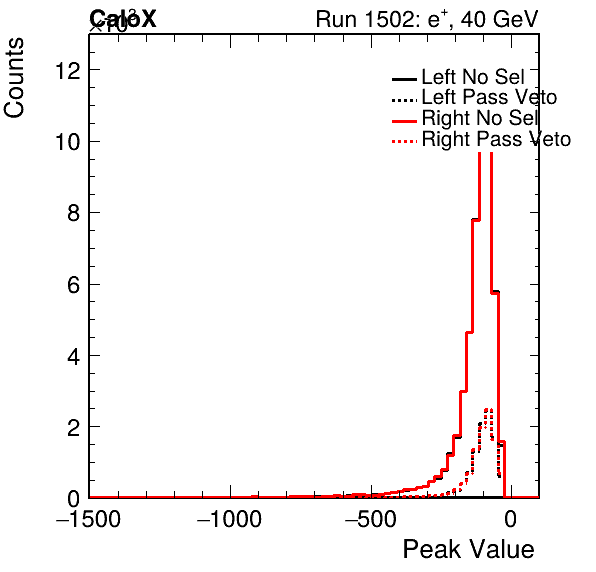 CaloX
×10³
Run 1502: e⁺, 40 GeV
Counts
12
10
8
6
4
2
0
Left No Sel
Left Pass Veto
Right No Sel
Right Pass Veto
−1500 −1000 −500 0
Peak Value